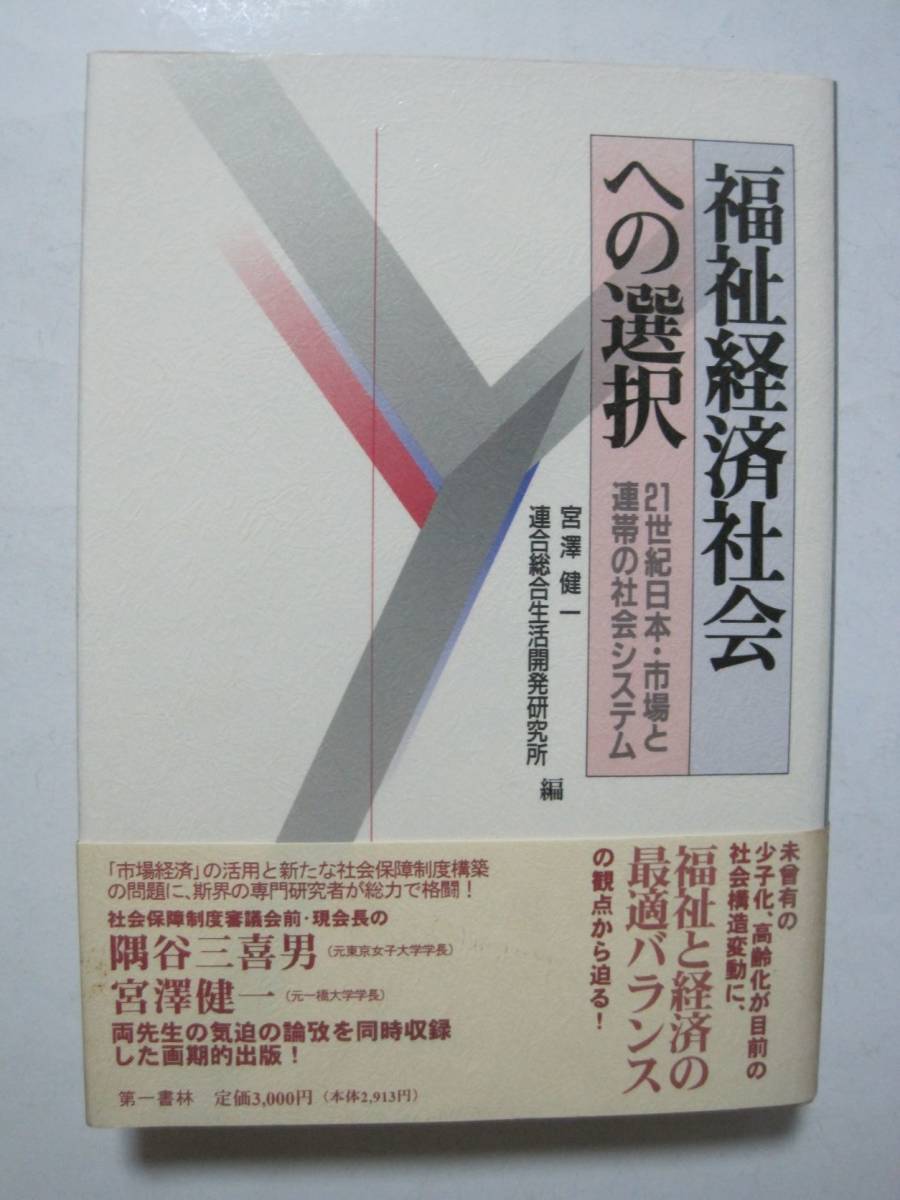 福祉経済社会
への選択
21世紀日本・市場と
連帯の社会システム
宮澤健一
連合総合生活開発研究所
編
未曾有の
少子化、高齢化が目前の
社会構造変動に、
福祉と経済の
最適バランス
の観点から迫る！
「市場経済」の活用と新たな社会保障制度構築
の問題に、斯界の専門研究者が総力で格闘！
社会保障制度審議会前・現会長の
隅谷三喜男（元東京女子大学学長）
宮澤健一（元一橋大学学長）
両先生の気迫の論攷を同時収録
した画期的出版！
第一書林 定価3,000円（本体2,913円）